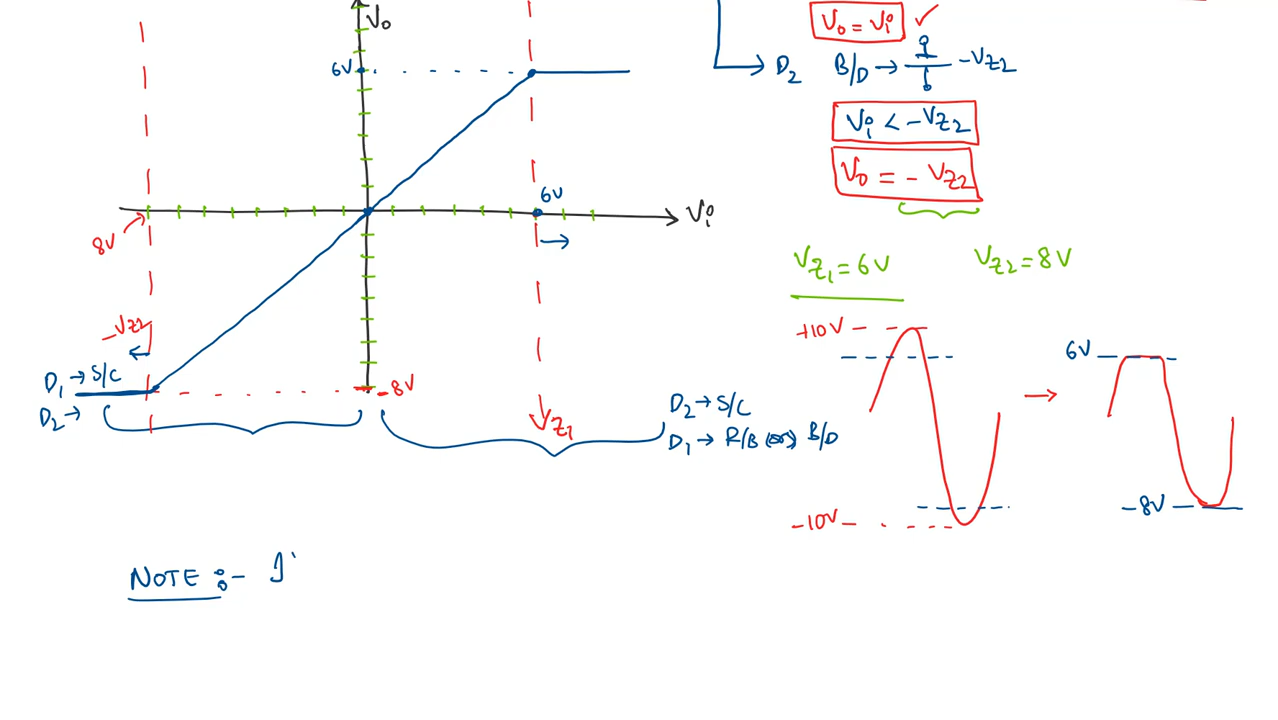 V₀
6V
6V
Vi
8V
-Vz2
D₁ → S/C
D₂ →
-8V
Vz₁
D₂ → S/C
D₁ → R/B (or) B/D
V₀ = Vi ✓
D₂ B/D → -Vz2
Vi < -Vz2
V₀ = -Vz2
Vz₁ = 6V Vz2 = 8V
+10V
-10V
→
6V
-8V
NOTE :-